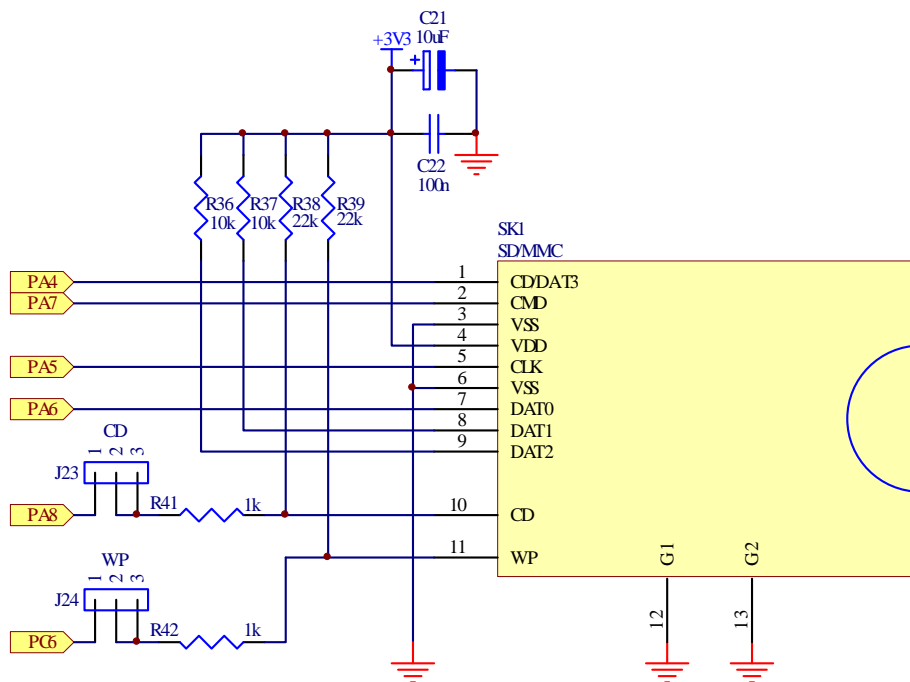 C21
10uF
+3V3
+
C22
100n
R36
10k
R37
10k
R38
22k
R39
22k
SK1
SD/MMC
PA4
1
CD/DAT3
PA7
2
CMD
3
VSS
4
VDD
PA5
5
CLK
6
VSS
PA6
7
DAT0
8
DAT1
9
DAT2
CD
1 2 3
J23
PA8
R41
1k
10
CD
WP
1 2 3
J24
PC6
R42
1k
11
WP
G1
G2
12
13